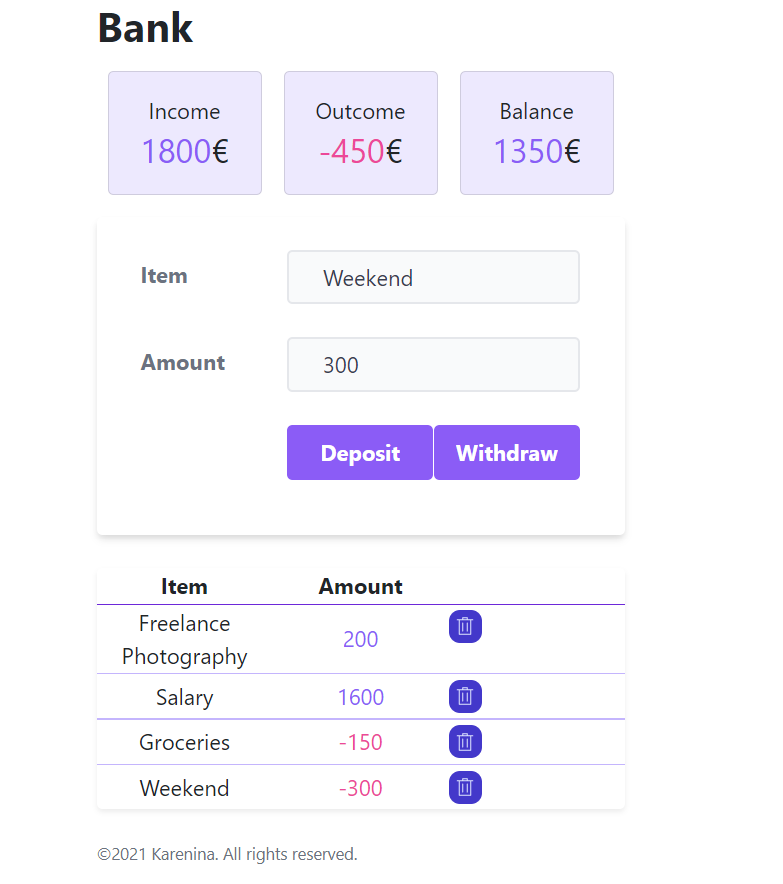 Bank
Income Outcome Balance
1800€ -450€ 1350€
Item Weekend
Amount 300
Deposit Withdraw
Item Amount
Freelance
Photography 200
Salary 1600
Groceries -150
Weekend -300
©2021 Karenina. All rights reserved.